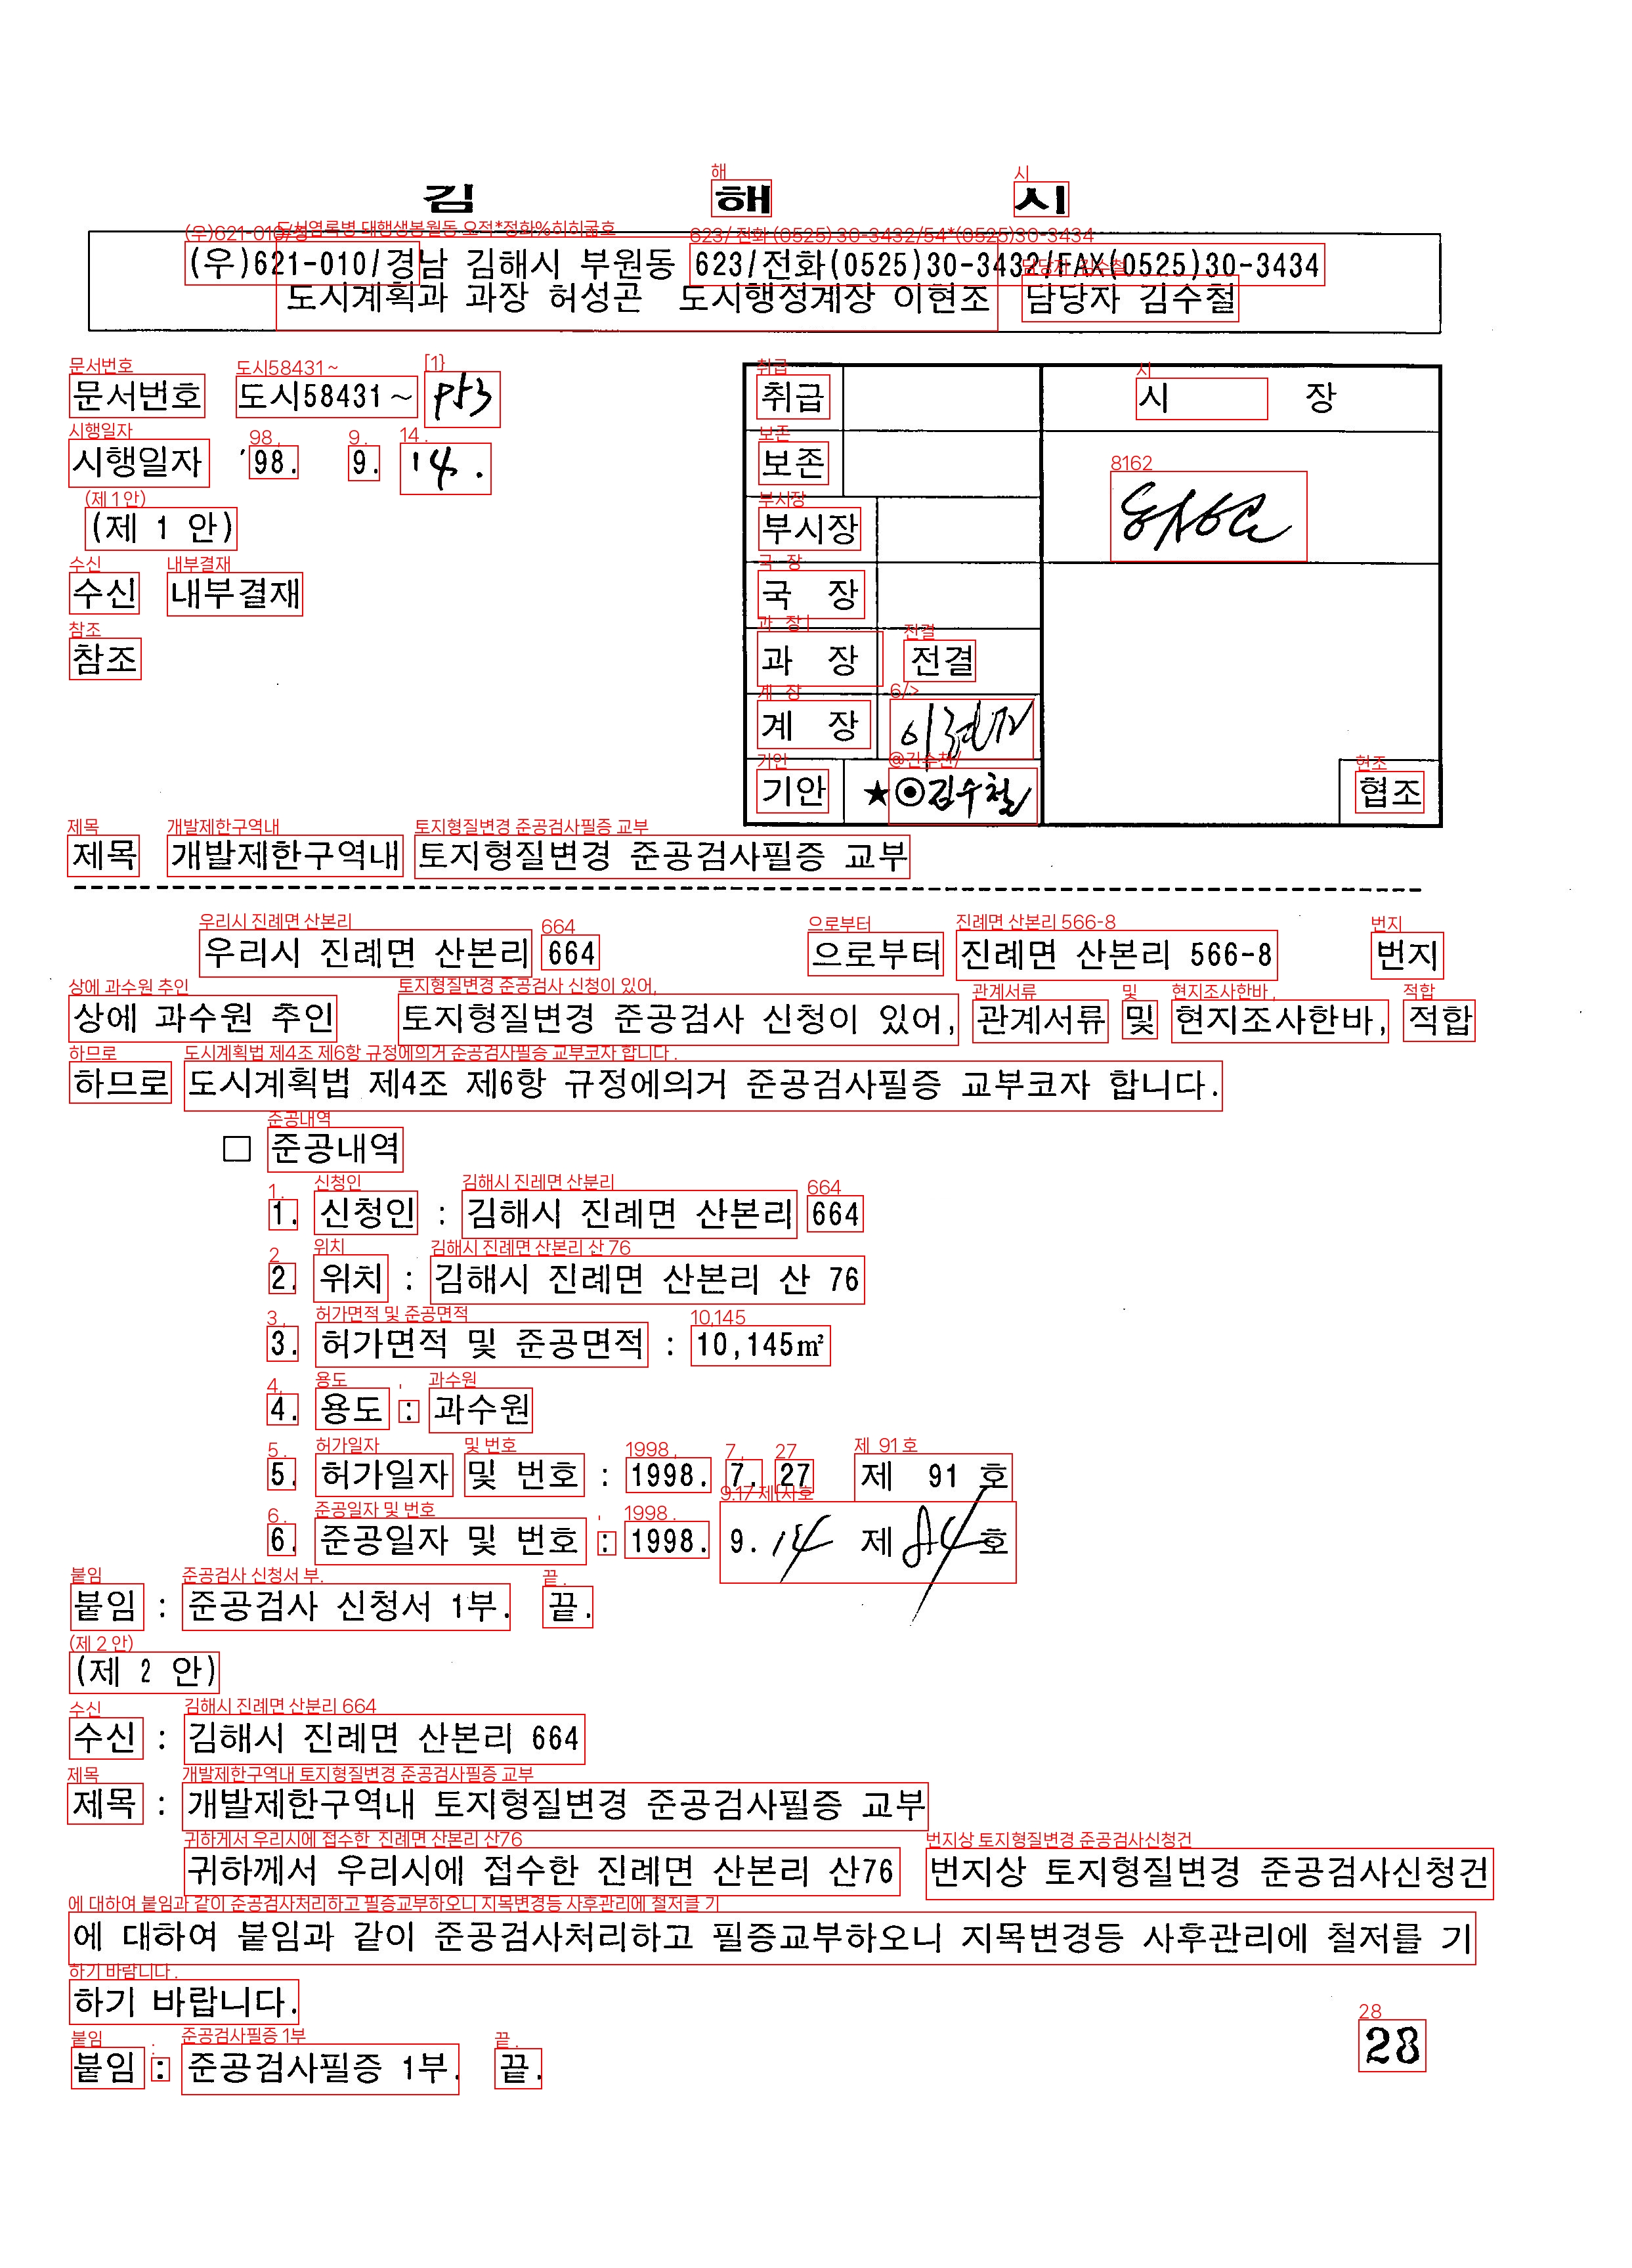 김 해 시
(우)621-010/경남 김해시 부원동 623/전화(0525)30-3432/FAX(0525)30-3434
도시계획과 과장 허성곤 도시행정계장 이현조 담당자 김수철
문서번호 도시58431~
시행일자 '98. 9. 14.
(제 1 안)
수신 내부결재
참조
취급 시 장
보존
부시장
국 장
과 장 전결
계 장
기안 ★⊙김수철
협조
제목 개발제한구역내 토지형질변경 준공검사필증 교부
우리시 진례면 산본리 664 으로부터 진례면 산본리 566-8 번지
상에 과수원 추인 토지형질변경 준공검사 신청이 있어, 관계서류 및 현지조사한바, 적합
하므로 도시계획법 제4조 제6항 규정에의거 준공검사필증 교부코자 합니다.
□ 준공내역
1. 신청인 : 김해시 진례면 산본리 664
2. 위치 : 김해시 진례면 산본리 산 76
3. 허가면적 및 준공면적 : 10,145㎡
4. 용도 : 과수원
5. 허가일자 및 번호 : 1998. 7. 27 제 91 호
6. 준공일자 및 번호 : 1998. 9. 14 제 84 호
붙임 : 준공검사 신청서 1부. 끝.
(제 2 안)
수신 : 김해시 진례면 산본리 664
제목 : 개발제한구역내 토지형질변경 준공검사필증 교부
귀하께서 우리시에 접수한 진례면 산본리 산76 번지상 토지형질변경 준공검사신청건
에 대하여 붙임과 같이 준공검사처리하고 필증교부하오니 지목변경등 사후관리에 철저를 기
하기 바랍니다.
붙임 : 준공검사필증 1부. 끝.
28